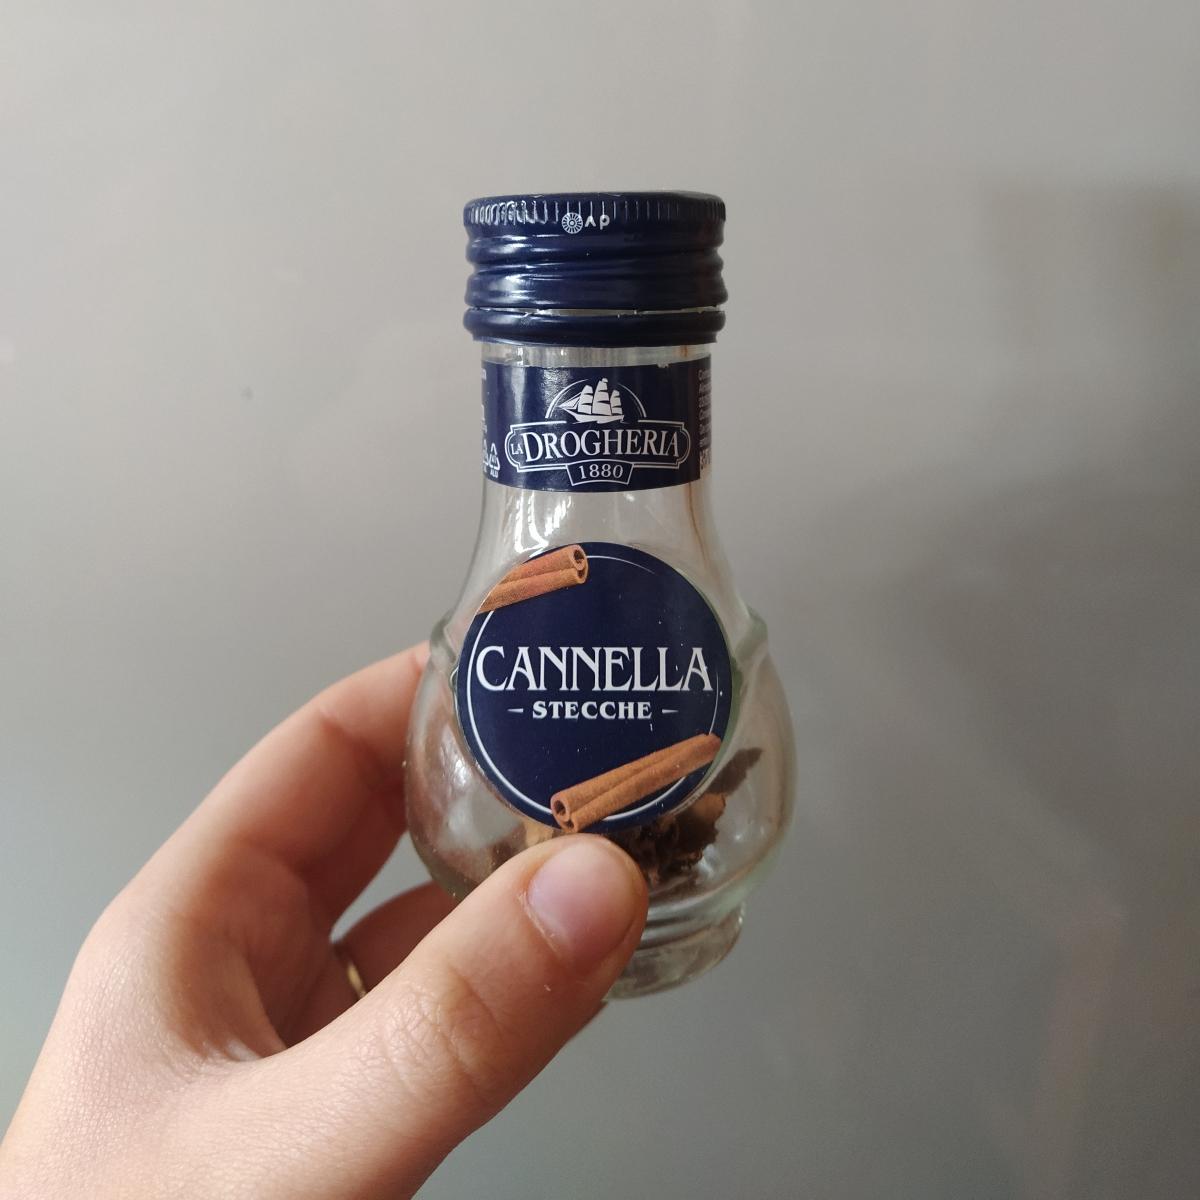 LA DROGHERIA
1880
CANNELLA
- STECCHE -